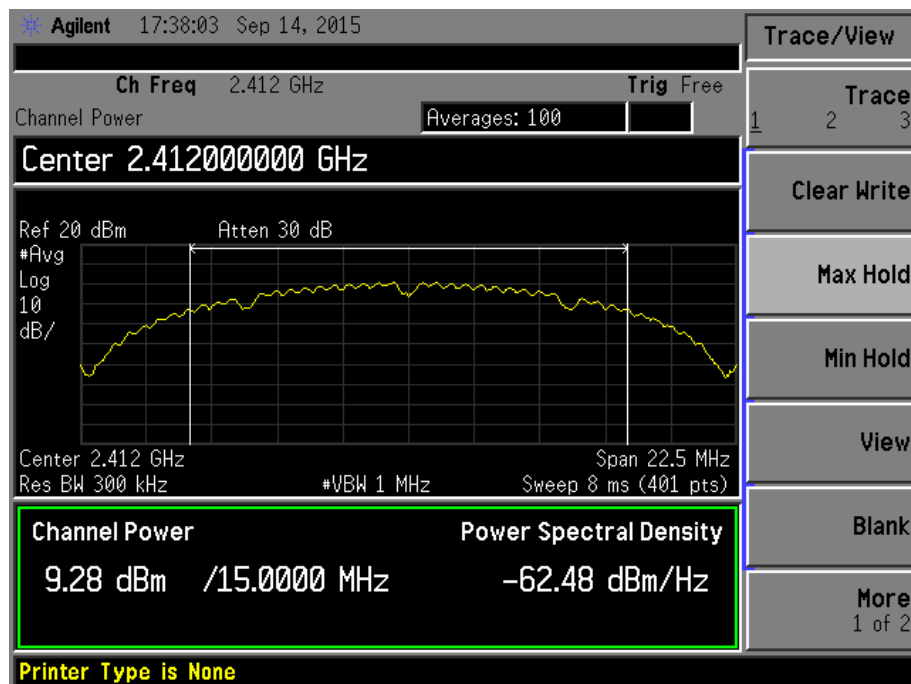 Agilent 17:38:03 Sep 14, 2015
Trace/View
Ch Freq 2.412 GHz Trig Free
Channel Power Averages: 100
Trace
1 2 3
Center 2.412000000 GHz
Clear Write
Ref 20 dBm Atten 30 dB
#Avg
Log
10
dB/
Max Hold
Min Hold
View
Center 2.412 GHz Span 22.5 MHz
Res BW 300 kHz #VBW 1 MHz Sweep 8 ms (401 pts)
Channel Power Power Spectral Density
9.28 dBm /15.0000 MHz -62.48 dBm/Hz
Blank
More
1 of 2
Printer Type is None